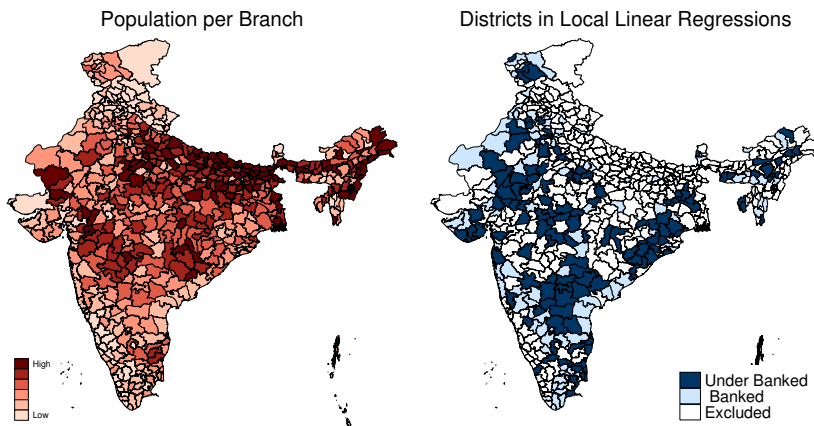 Population per Branch
High
Low
Districts in Local Linear Regressions
Under Banked
Banked
Excluded